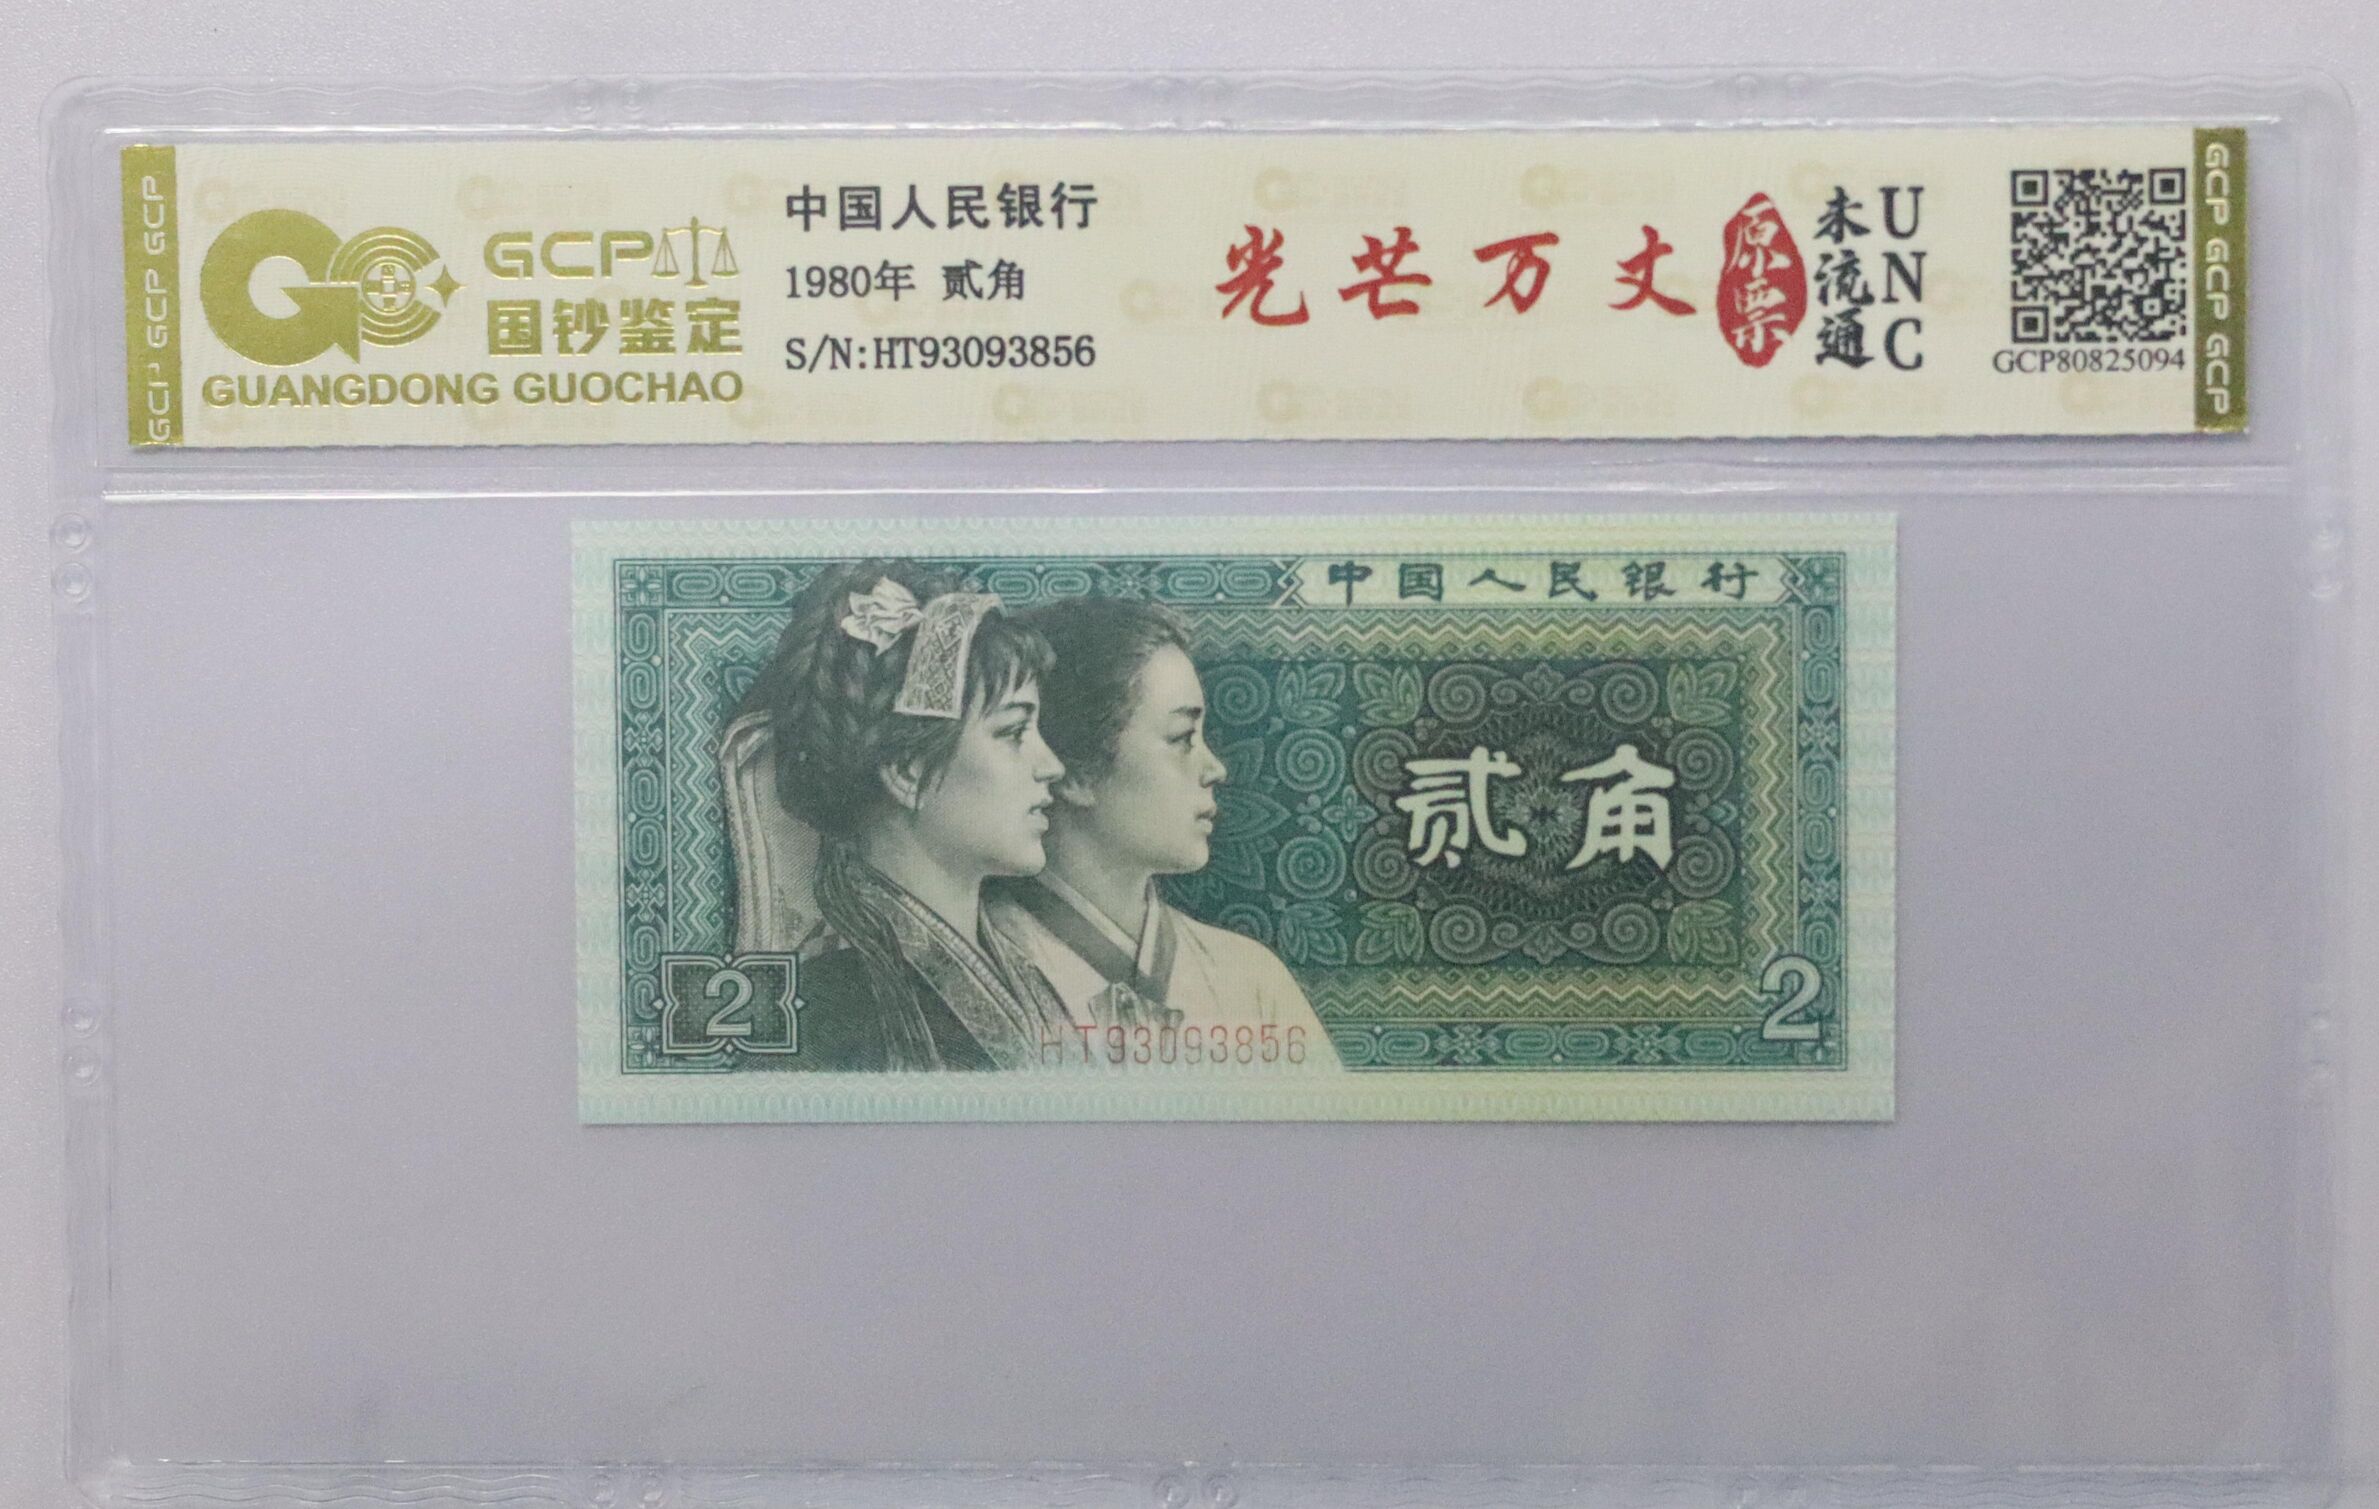 GCP GCP GCP
GCP
国钞鉴定
GUANGDONG GUOCHAO
中国人民银行
1980年 贰角
S/N:HT93093856
光芒万丈
原票
未流通
UNC
GCP80825094
GCP GCP GCP GCP
中国人民银行
贰角
2
2
HT93093856